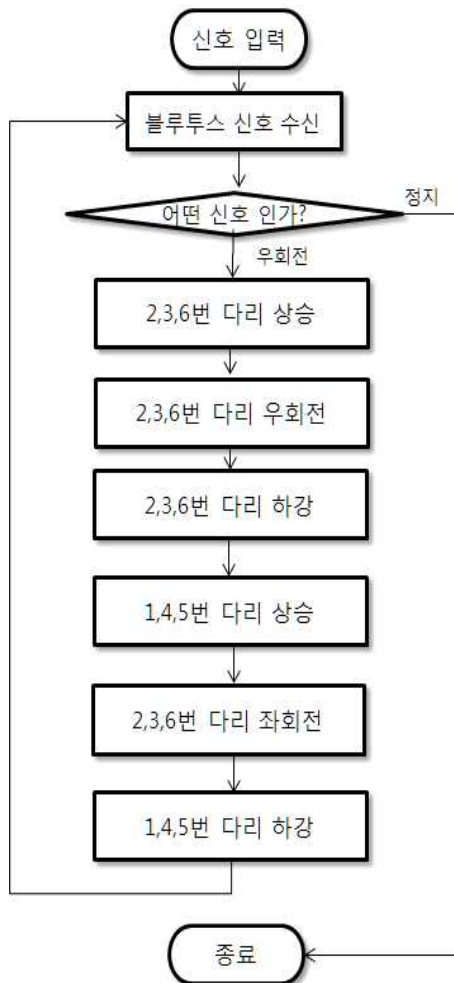 신호 입력
블루투스 신호 수신
어떤 신호 인가?
정지
우회전
2,3,6번 다리 상승
2,3,6번 다리 우회전
2,3,6번 다리 하강
1,4,5번 다리 상승
2,3,6번 다리 좌회전
1,4,5번 다리 하강
종료